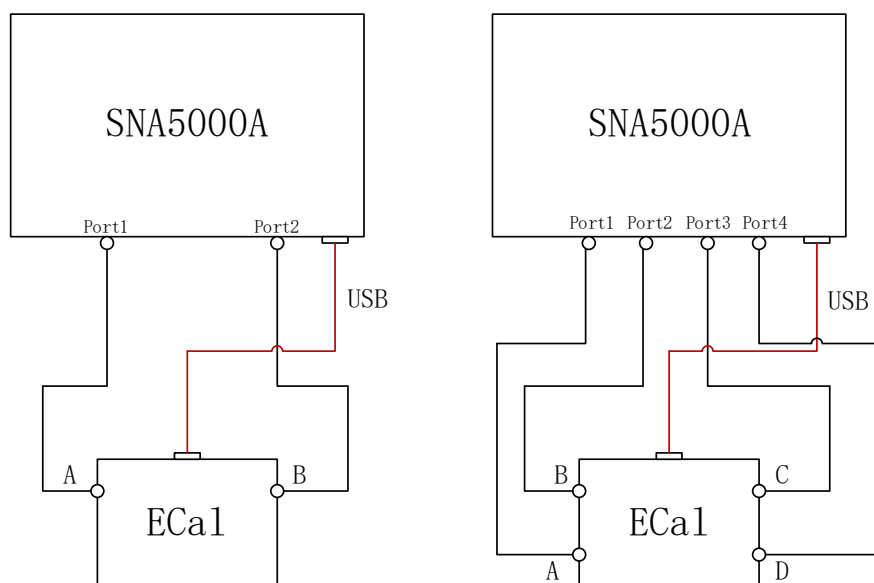 SNA5000A
Port1
Port2
USB
A
B
ECal
SNA5000A
Port1
Port2
Port3
Port4
USB
B
C
ECal
A
D